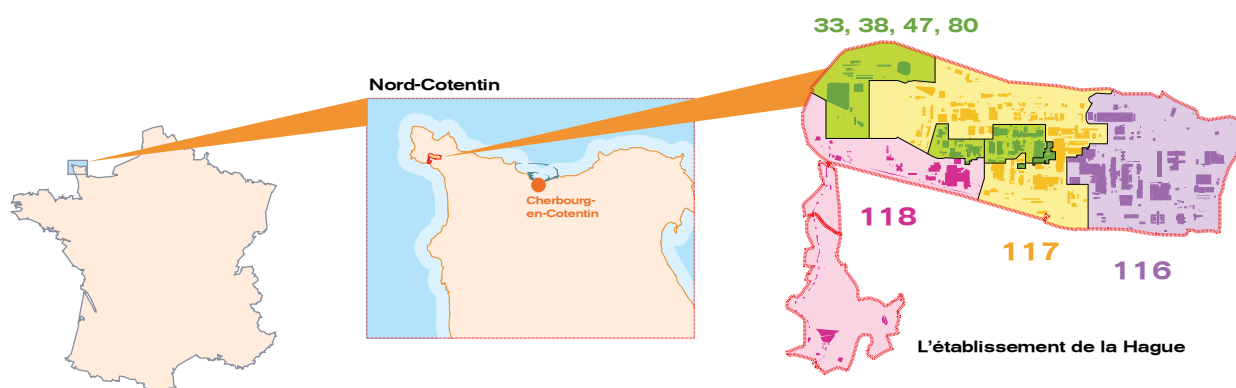 33, 38, 47, 80
Nord-Cotentin
Cherbourg-
en-Cotentin
118
117
116
L'établissement de la Hague